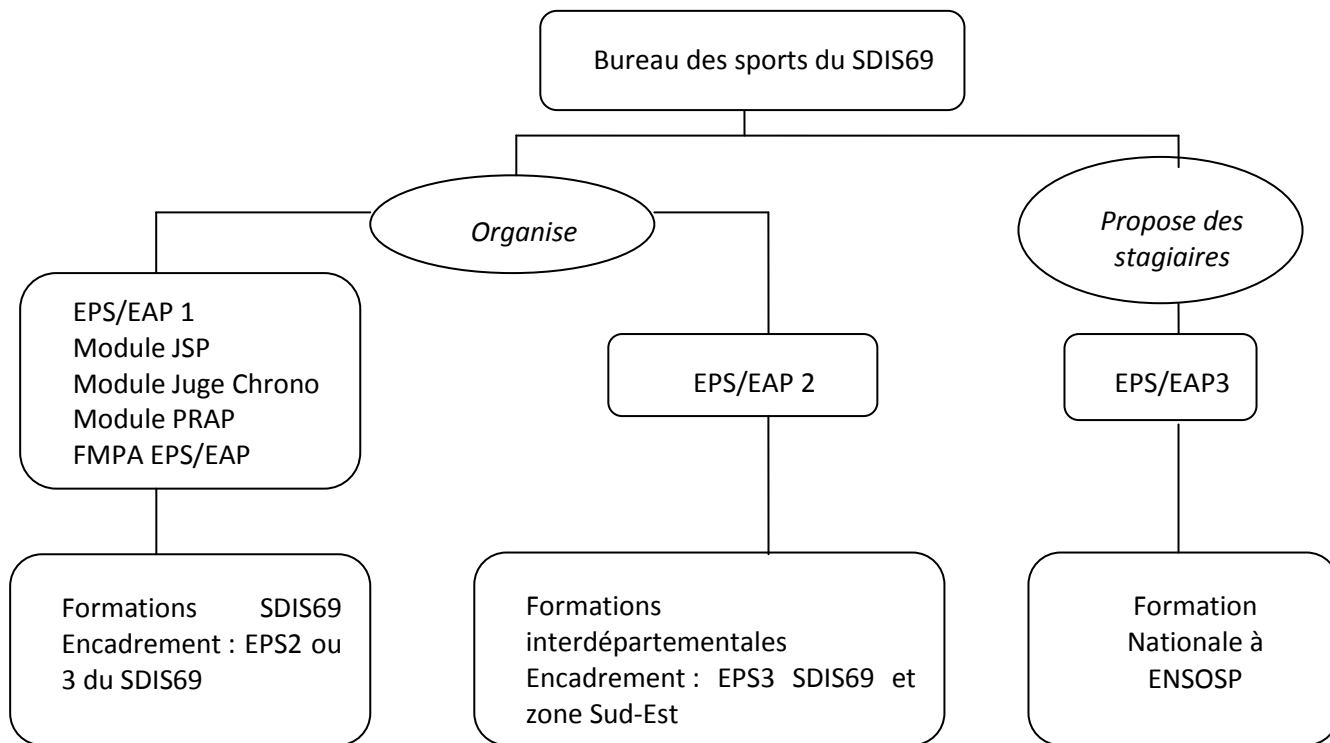 Bureau des sports du SDIS69
Organise
Propose des
stagiaires
EPS/EAP 1
Module JSP
Module Juge Chrono
Module PRAP
FMPA EPS/EAP
EPS/EAP 2
EPS/EAP3
Formations SDIS69
Encadrement : EPS2 ou
3 du SDIS69
Formations
interdépartementales
Encadrement : EPS3 SDIS69 et
zone Sud-Est
Formation
Nationale à
ENSOSP